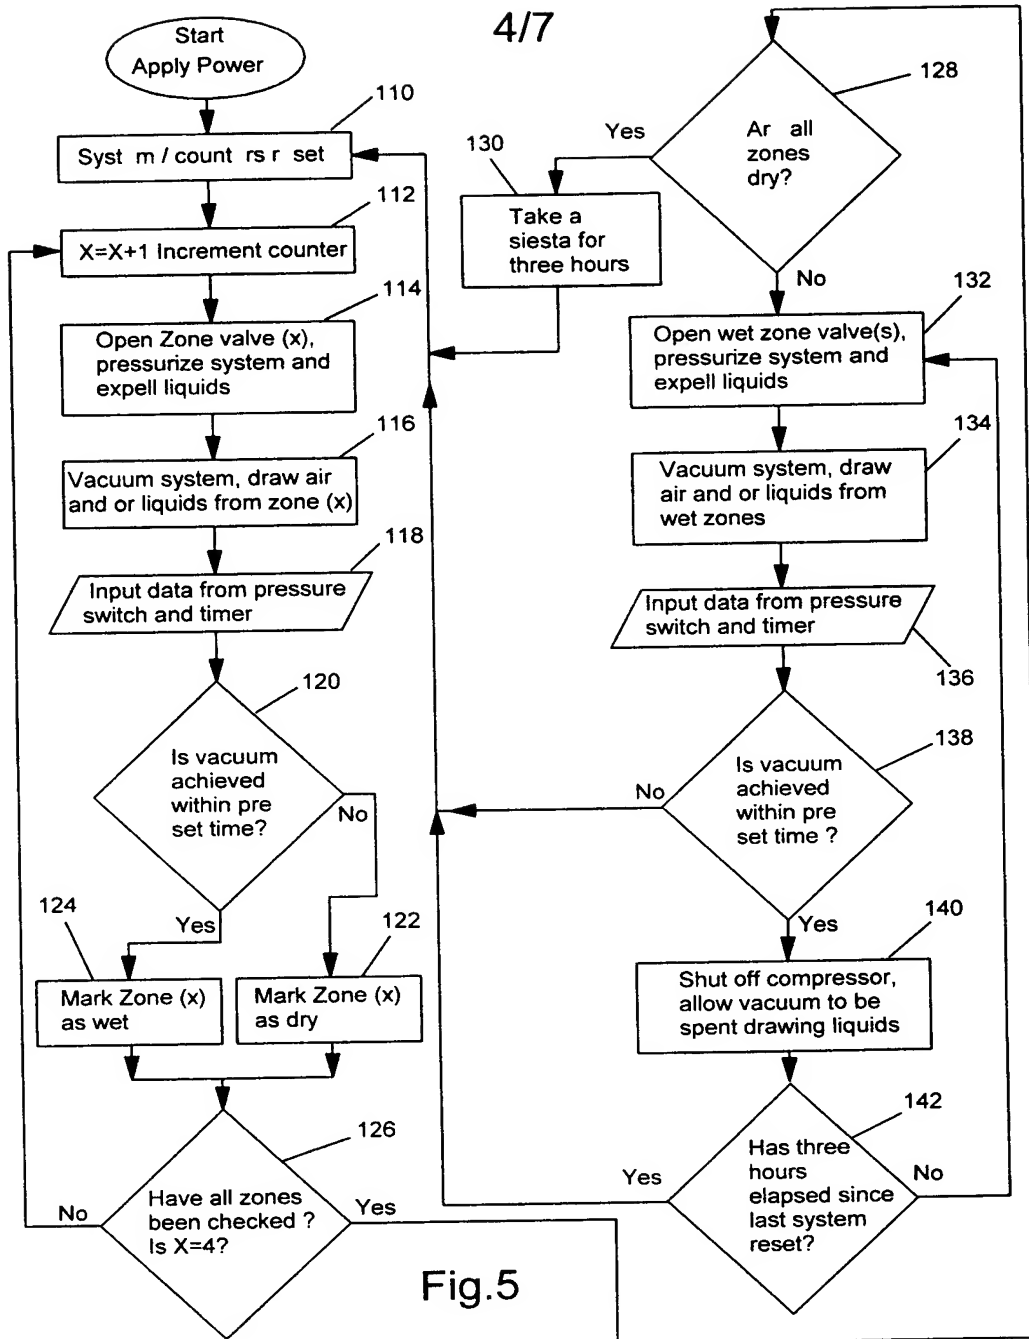 4/7
Start
Apply Power
110
Syst m / count rs r set
112
X=X+1 Increment counter
114
Open Zone valve (x),
pressurize system and
expell liquids
116
Vacuum system, draw air
and or liquids from zone (x)
118
Input data from pressure
switch and timer
120
Is vacuum
achieved
within pre
set time?
No
Yes
124
Mark Zone (x)
as wet
122
Mark Zone (x)
as dry
126
Have all zones
been checked ?
Is X=4?
No
Yes
128
Ar all
zones
dry?
Yes
No
130
Take a
siesta for
three hours
132
Open wet zone valve(s),
pressurize system and
expell liquids
134
Vacuum system, draw
air and or liquids from
wet zones
Input data from pressure
switch and timer
136
138
Is vacuum
achieved
within pre
set time ?
No
Yes
140
Shut off compressor,
allow vacuum to be
spent drawing liquids
142
Has three
hours
elapsed since
last system
reset?
Yes
No
Fig.5